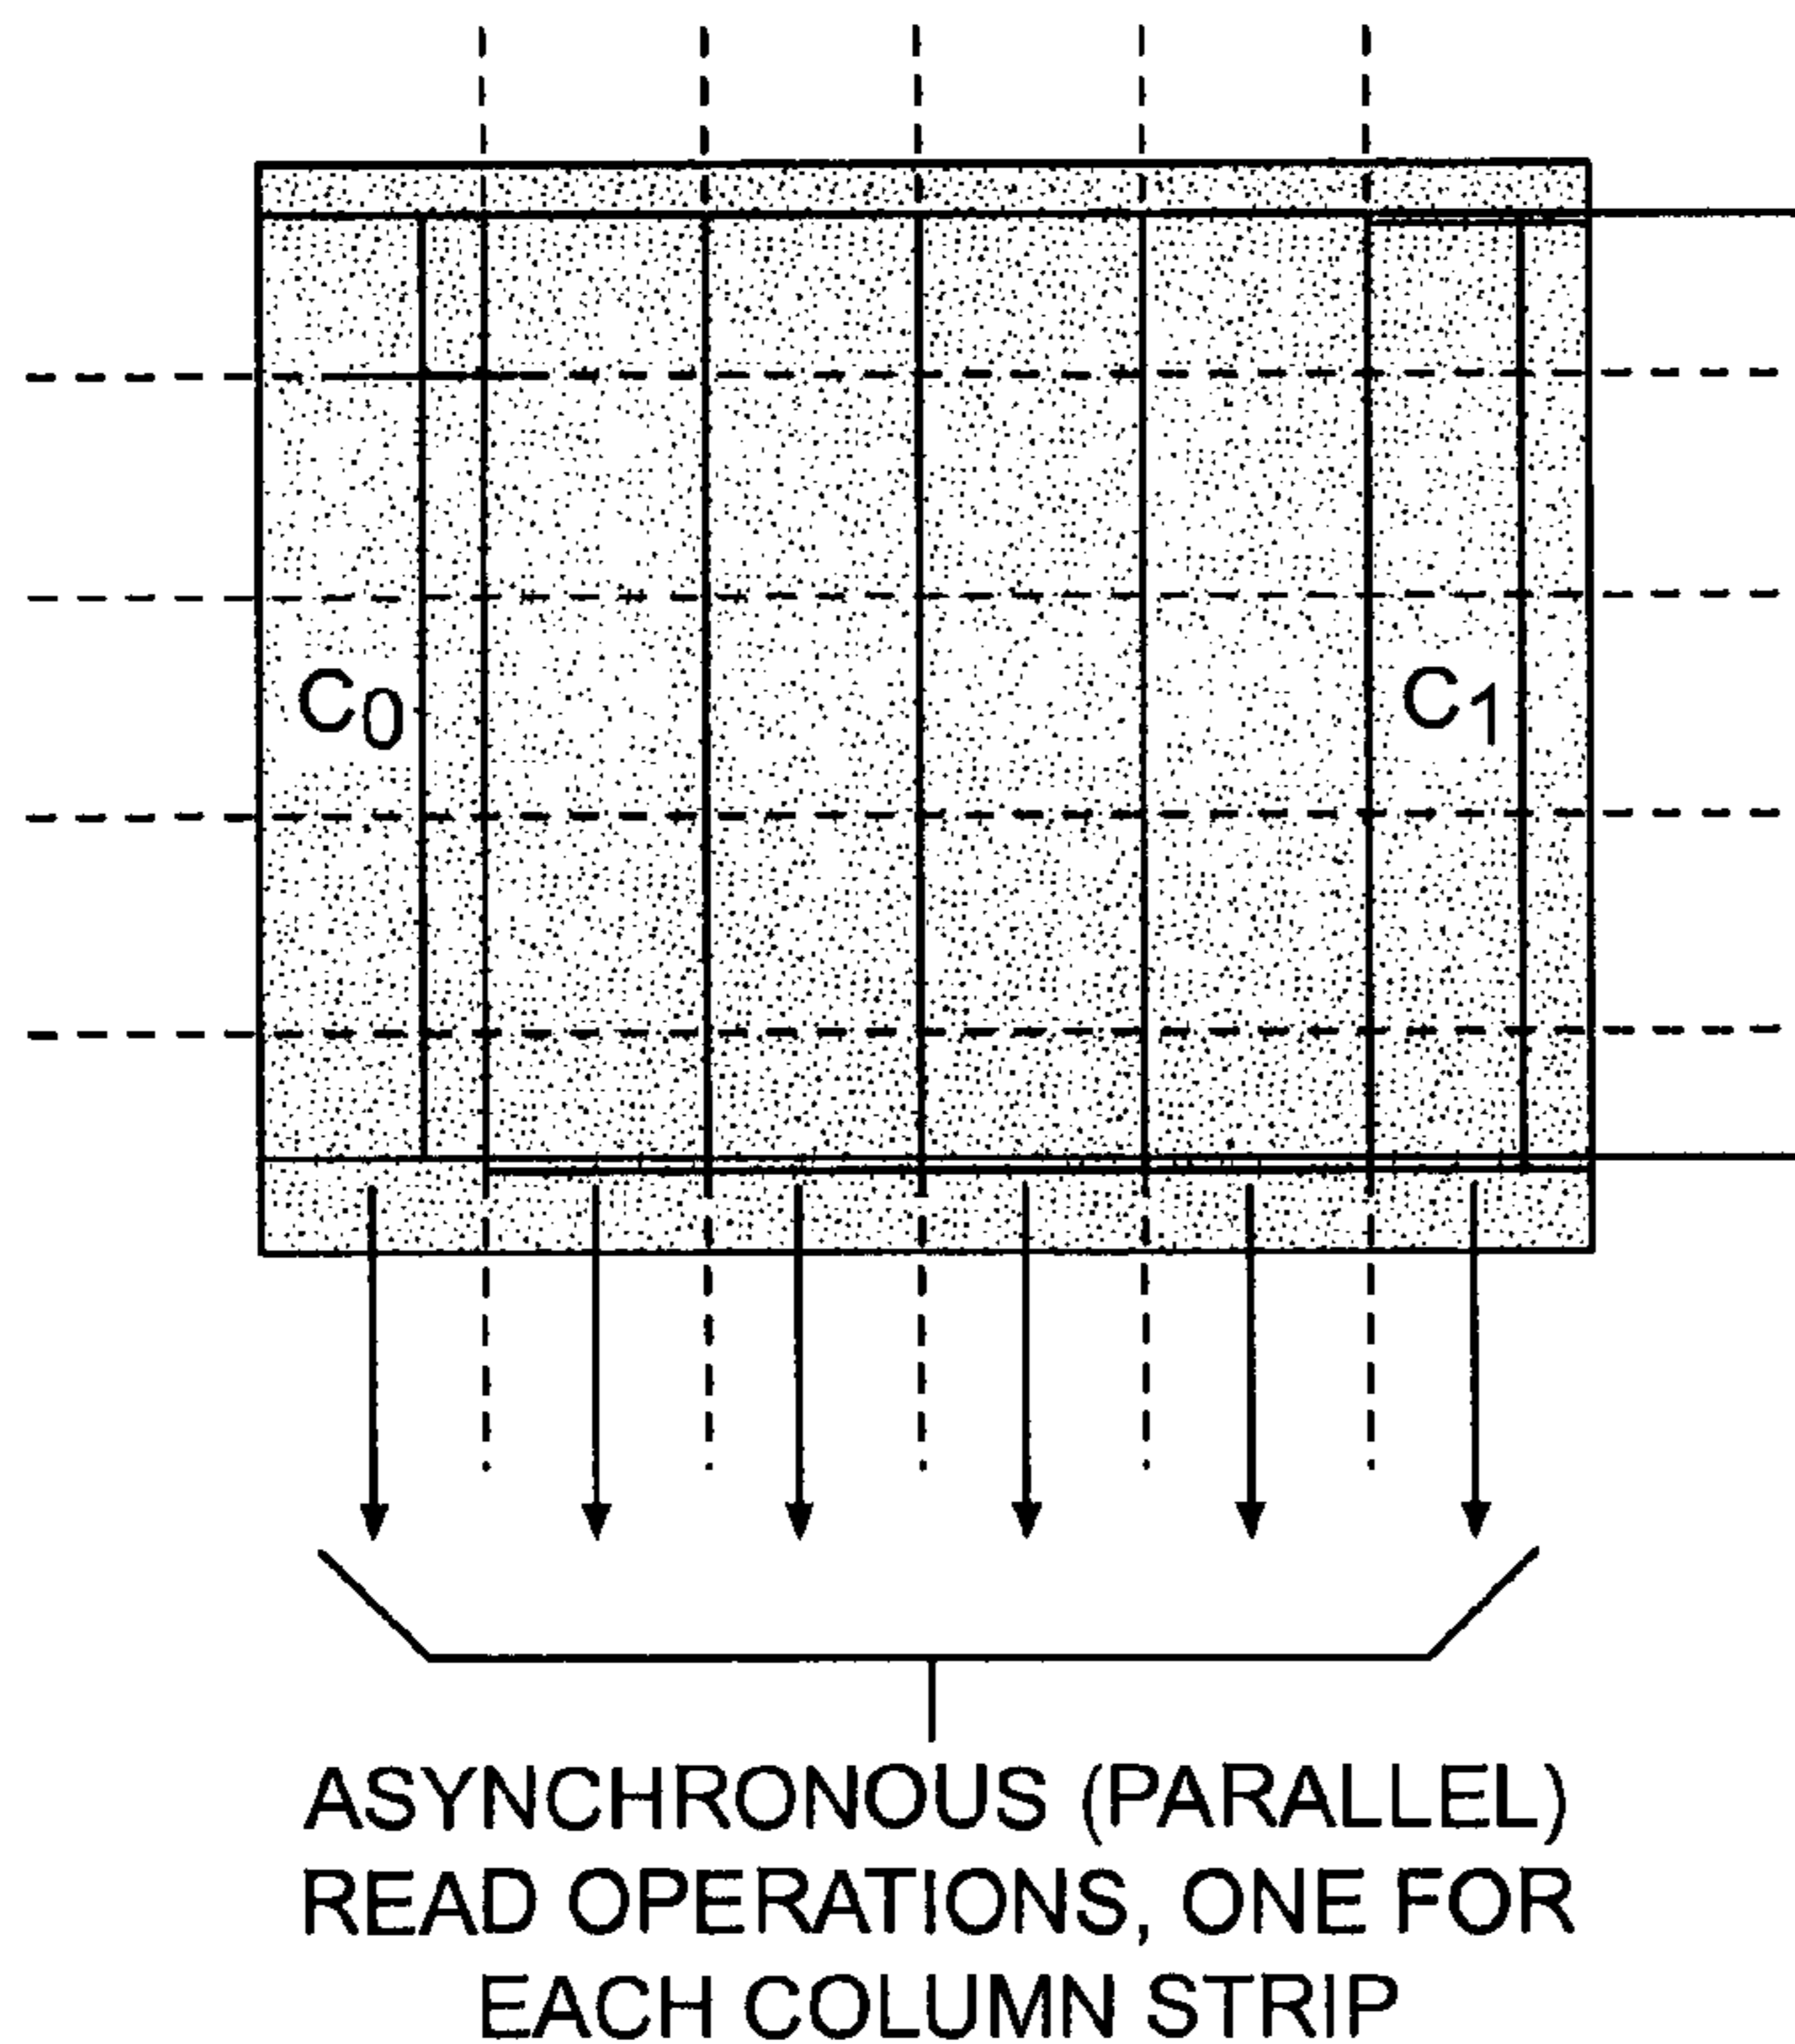 C0 C1
ASYNCHRONOUS (PARALLEL)
READ OPERATIONS, ONE FOR
EACH COLUMN STRIP